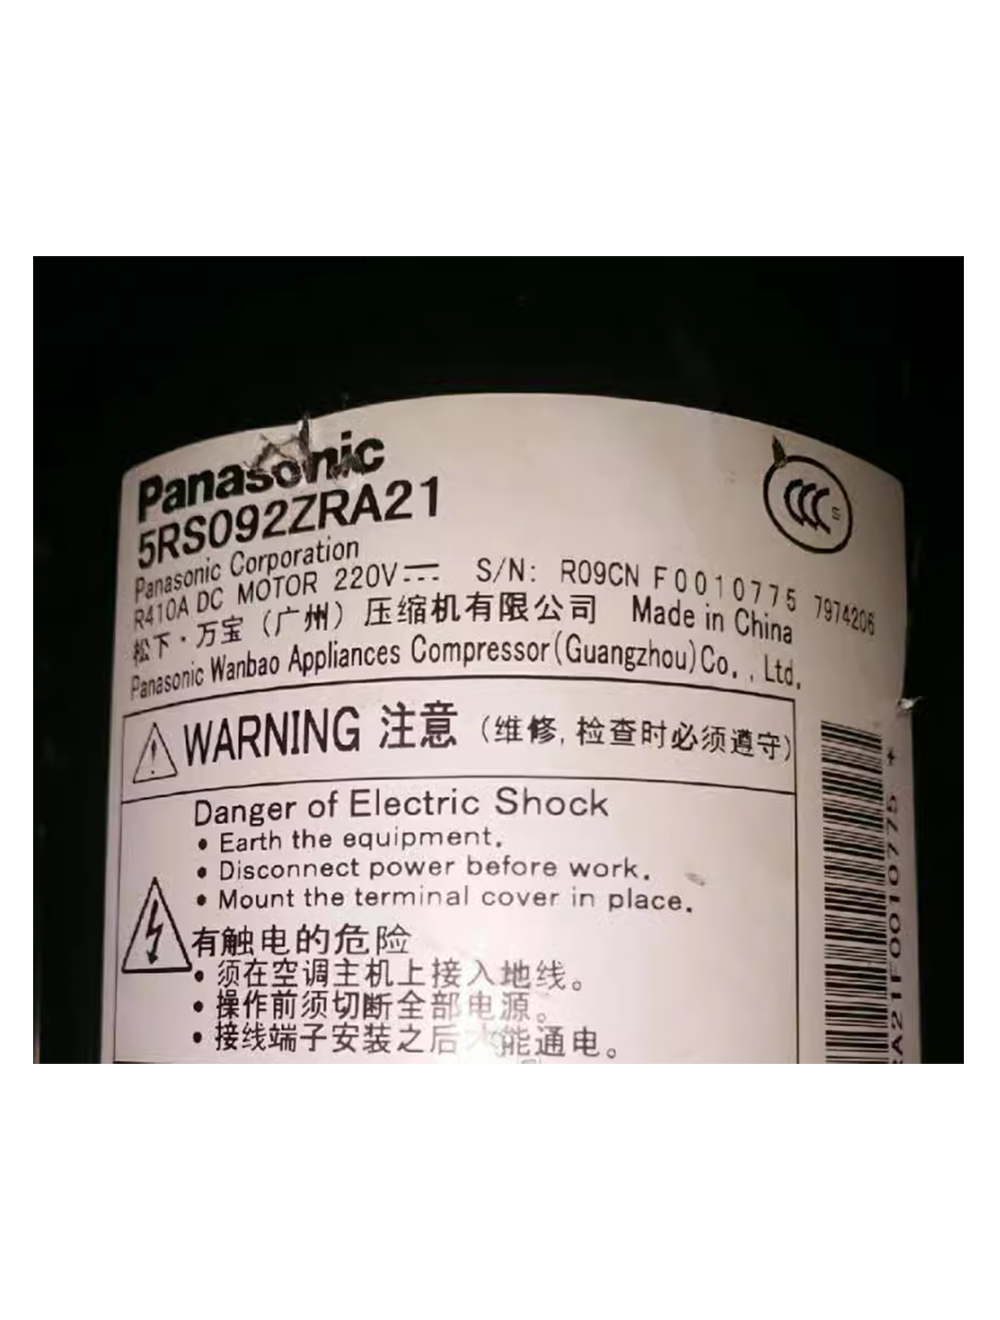 Panasonic
5RS092ZRA21
Panasonic Corporation
R410A DC MOTOR 220V⎓ S/N: R09CN F0010775 7974206
松下·万宝（广州）压缩机有限公司 Made in China
Panasonic Wanbao Appliances Compressor(Guangzhou)Co., Ltd.
CCC S
WARNING 注意（维修,检查时必须遵守）
Danger of Electric Shock
• Earth the equipment.
• Disconnect power before work.
• Mount the terminal cover in place.
有触电的危险
• 须在空调主机上接入地线。
• 操作前须切断全部电源。
• 接线端子安装之后才能通电。
RA21F0010775 *